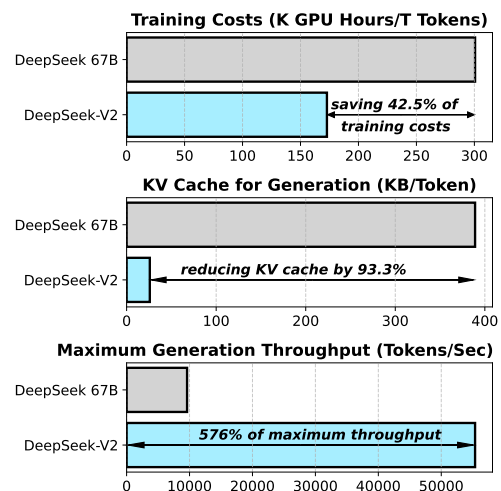 Training Costs (K GPU Hours/T Tokens)
DeepSeek 67B
DeepSeek-V2
saving 42.5% of
training costs
0 50 100 150 200 250 300
KV Cache for Generation (KB/Token)
DeepSeek 67B
DeepSeek-V2
reducing KV cache by 93.3%
0 100 200 300 400
Maximum Generation Throughput (Tokens/Sec)
DeepSeek 67B
DeepSeek-V2
576% of maximum throughput
0 10000 20000 30000 40000 50000